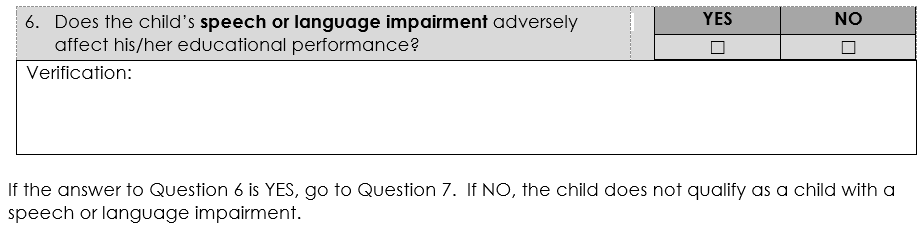 6. Does the child's speech or language impairment adversely
affect his/her educational performance?
YES NO
☐ ☐
Verification:
If the answer to Question 6 is YES, go to Question 7. If NO, the child does not qualify as a child with a
speech or language impairment.